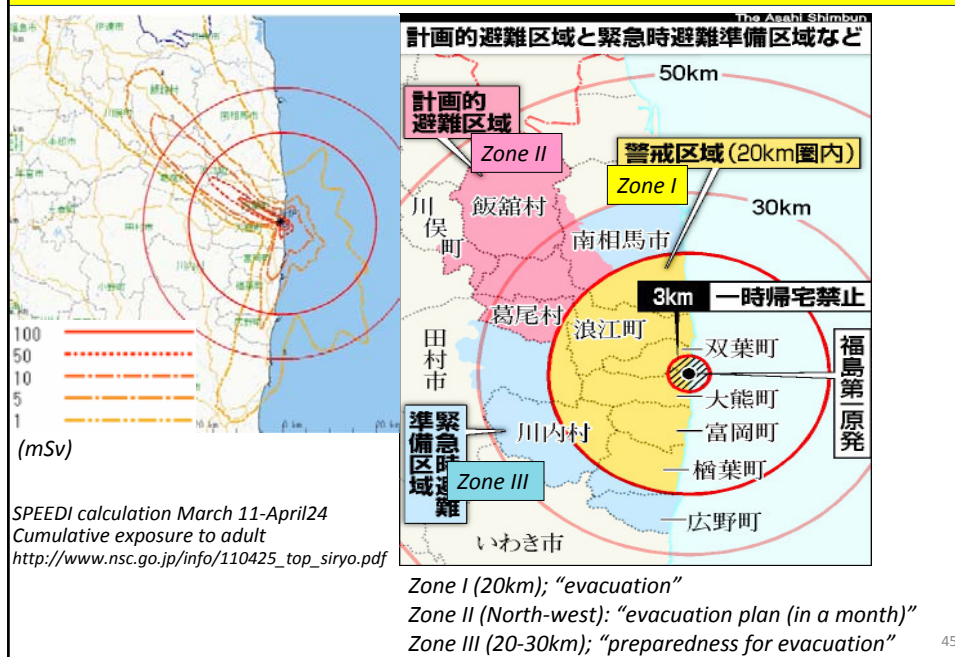 The Asahi Shimbun
計画的避難区域と緊急時避難準備区域など
50km
計画的
避難区域
Zone II
警戒区域(20km圏内)
Zone I
30km
川俣町
飯舘村
南相馬市
3km
一時帰宅禁止
葛尾村
浪江町
双葉町
田村市
福島第一原発
大熊町
緊急時避難
準備区域
川内村
富岡町
Zone III
楢葉町
広野町
いわき市
100
50
10
5
1
(mSv)
SPEEDI calculation March 11-April24
Cumulative exposure to adult
http://www.nsc.go.jp/info/110425_top_siryo.pdf
Zone I (20km); “evacuation”
Zone II (North-west): “evacuation plan (in a month)”
Zone III (20-30km); “preparedness for evacuation”
45